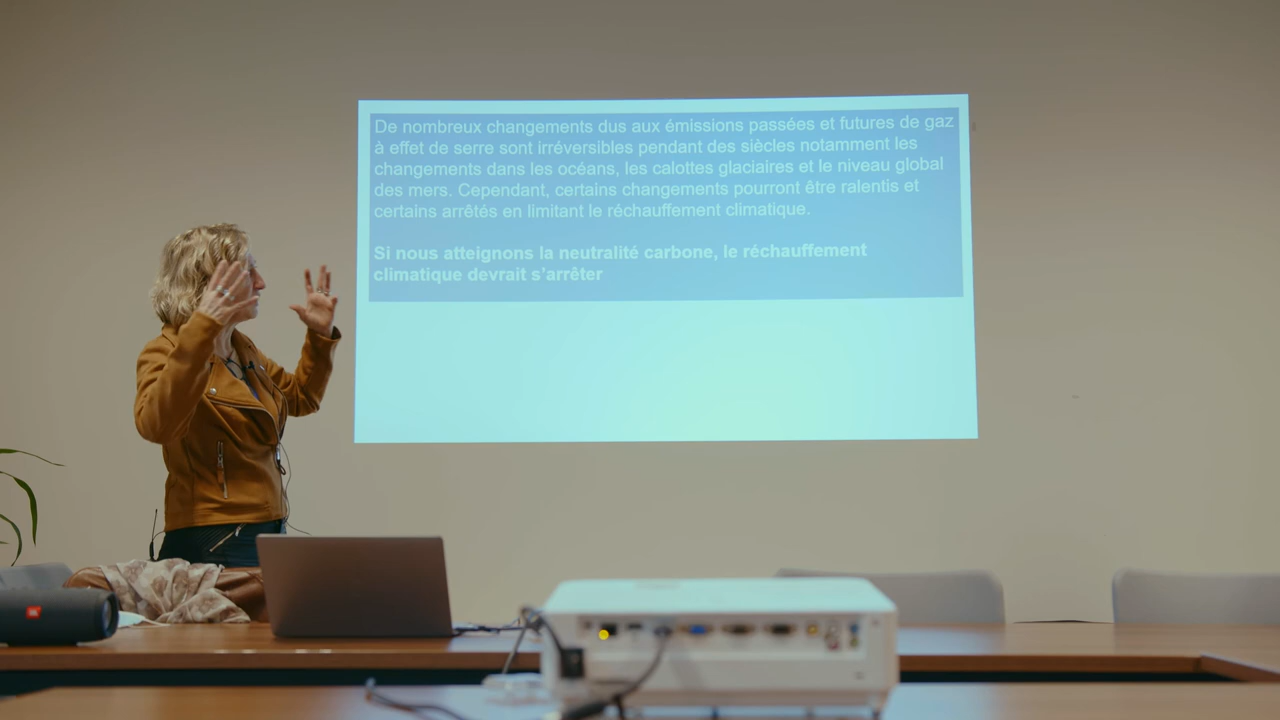 De nombreux changements dus aux émissions passées et futures de gaz
à effet de serre sont irréversibles pendant des siècles notamment les
changements dans les océans, les calottes glaciaires et le niveau global
des mers. Cependant, certains changements pourront être ralentis et
certains arrêtés en limitant le réchauffement climatique.
Si nous atteignons la neutralité carbone, le réchauffement
climatique devrait s’arrêter
JBL